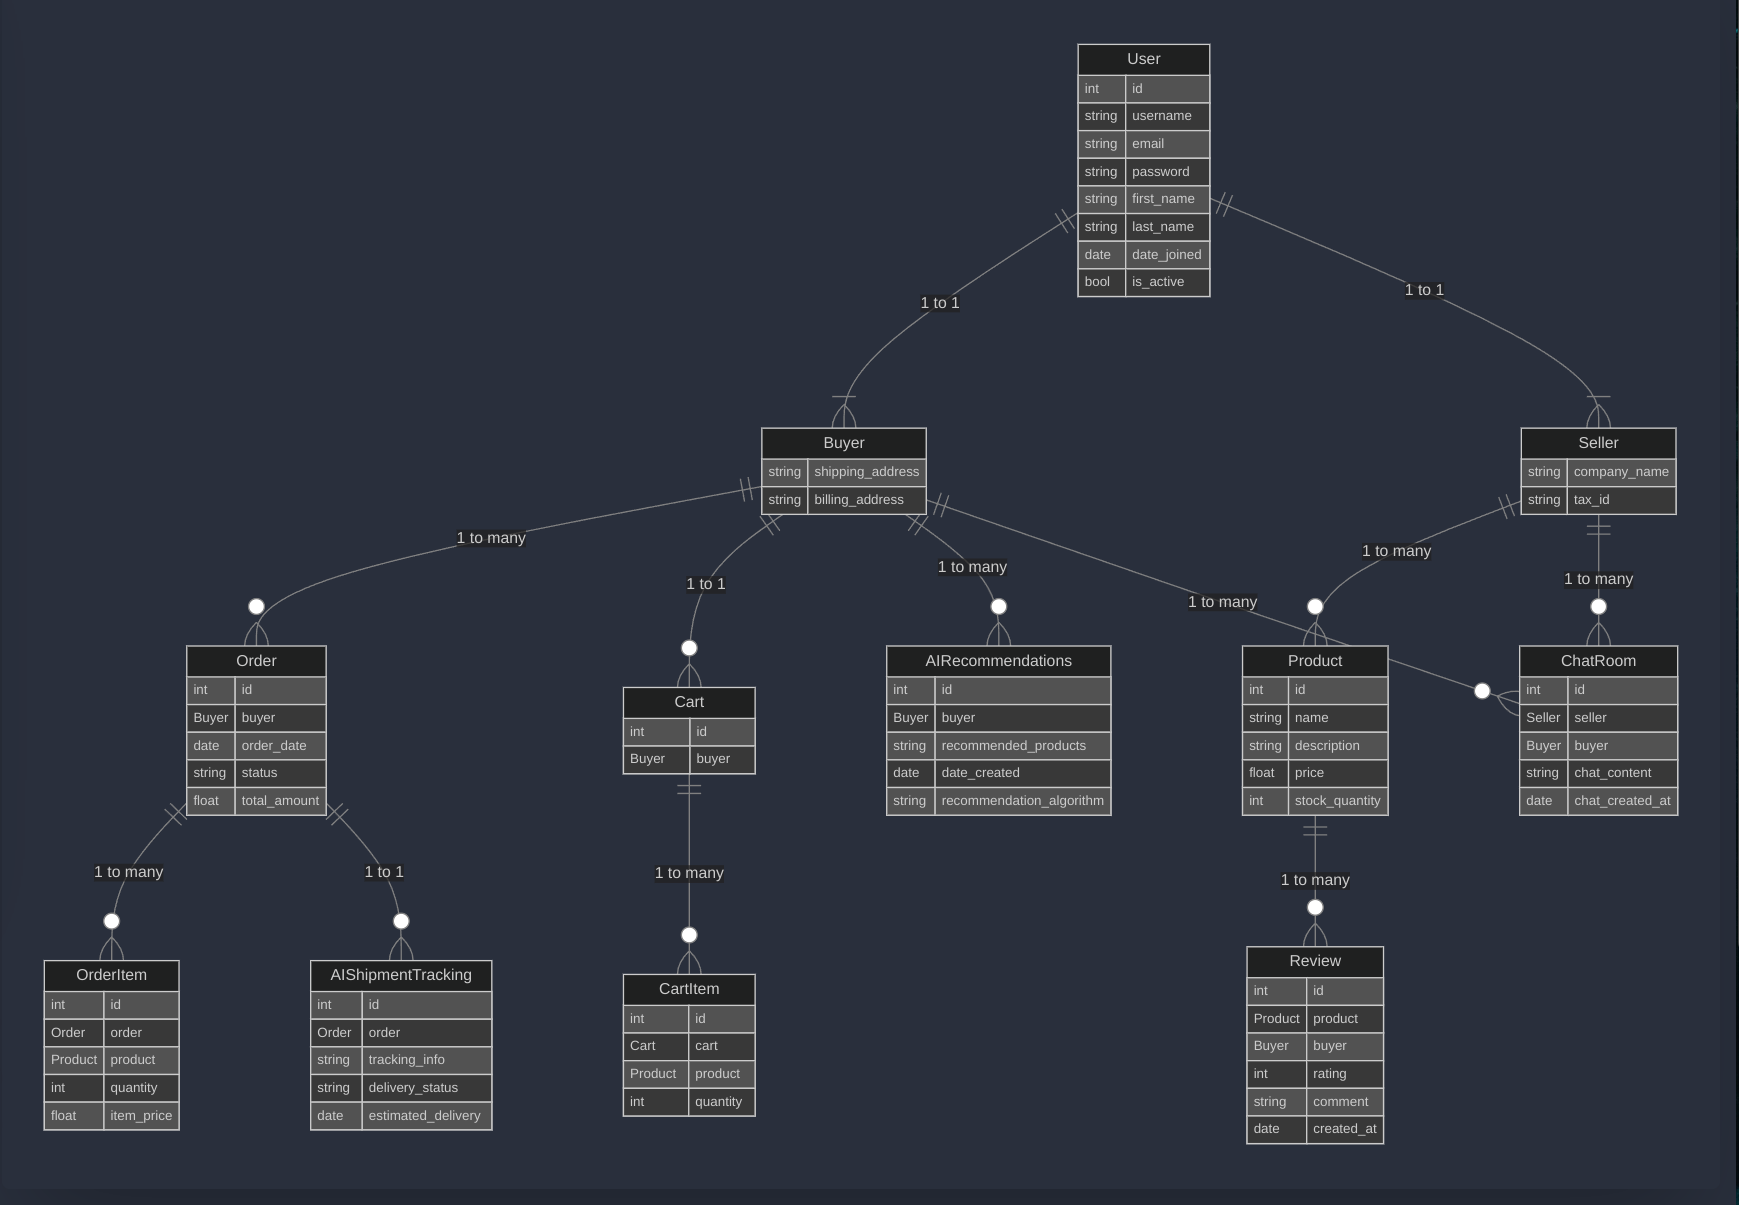 User
int id
string username
string email
string password
string first_name
string last_name
date date_joined
bool is_active
1 to 1
1 to 1
Buyer
string shipping_address
string billing_address
Seller
string company_name
string tax_id
1 to many
1 to 1
1 to many
1 to many
1 to many
1 to many
Order
int id
Buyer buyer
date order_date
string status
float total_amount
Cart
int id
Buyer buyer
AIRecommendations
int id
Buyer buyer
string recommended_products
date date_created
string recommendation_algorithm
Product
int id
string name
string description
float price
int stock_quantity
ChatRoom
int id
Seller seller
Buyer buyer
string chat_content
date chat_created_at
1 to many
1 to 1
1 to many
1 to many
OrderItem
int id
Order order
Product product
int quantity
float item_price
AIShipmentTracking
int id
Order order
string tracking_info
string delivery_status
date estimated_delivery
CartItem
int id
Cart cart
Product product
int quantity
Review
int id
Product product
Buyer buyer
int rating
string comment
date created_at